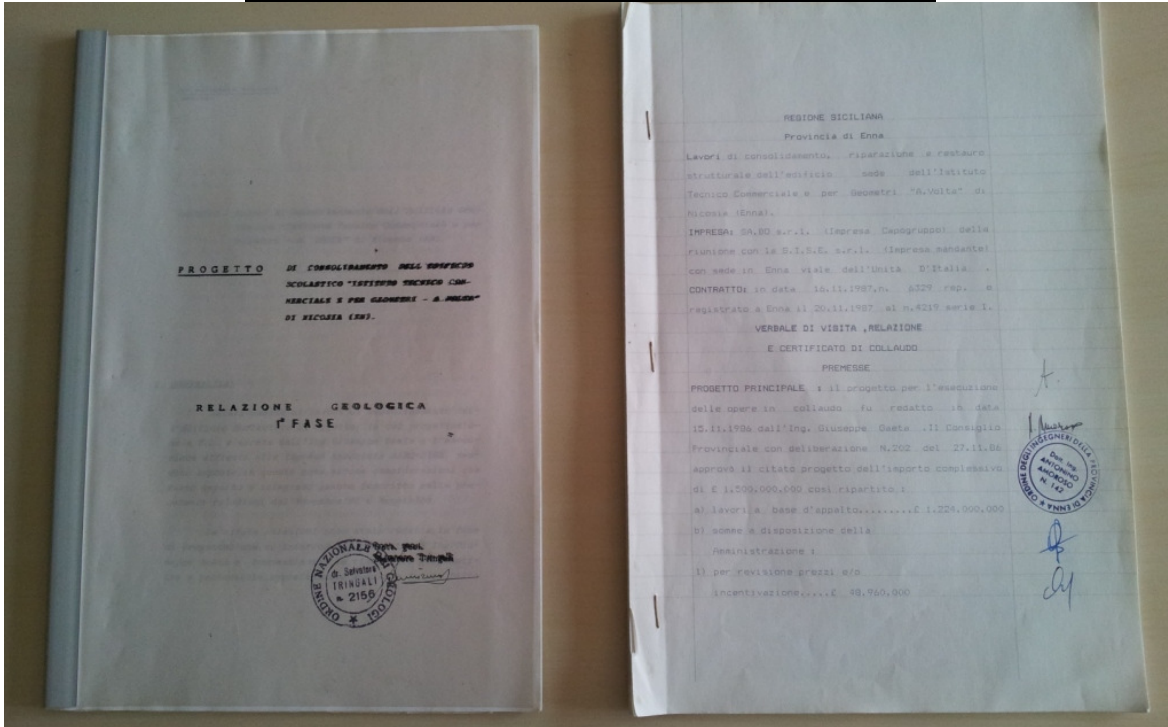 PROGETTO DI CONSOLIDAMENTO DELL'EDIFICIO
SCOLASTICO "ISTITUTO TECNICO COM-
MERCIALE E PER GEOMETRI - A.VOLTA"
DI NICOSIA (EN).
RELAZIONE GEOLOGICA
1ª FASE
Dott. geol.
Salvatore Tringali
ORDINE NAZIONALE DEI GEOLOGI
dr. Salvatore
TRINGALI
n. 2156
REGIONE SICILIANA
Provincia di Enna
Lavori di consolidamento, riparazione e restauro
strutturale dell'edificio sede dell'Istituto
Tecnico Commerciale e per Geometri "A.Volta" di
Nicosia (Enna).
IMPRESA: SA.BO s.r.l. (Impresa Capogruppo) della
riunione con la S.I.S.E. s.r.l. (Impresa mandante)
con sede in Enna viale dell'Unità D'Italia .
CONTRATTO: in data 16.11.1987,n. 6329 rep. e
registrato a Enna il 20.11.1987 al n.4219 serie I.
VERBALE DI VISITA ,RELAZIONE
E CERTIFICATO DI COLLAUDO
PREMESSE
PROGETTO PRINCIPALE : il progetto per l'esecuzione
delle opere in collaudo fu redatto in data
15.11.1986 dall'Ing. Giuseppe Gaeta .Il Consiglio
Provinciale con deliberazione N.202 del 27.11.86
approvò il citato progetto dell'importo complessivo
di £ 1.500.000.000 così ripartito :
a) lavori a base d'appalto.........£ 1.224.000.000
b) somme a disposizione della
Amministrazione :
1) per revisione prezzi e/o
incentivazione.....£ 48.960.000
ORDINE DEGLI INGEGNERI DELLA PROVINCIA DI ENNA
Dott. Ing.
ANTONINO
AMOROSO
N. 142